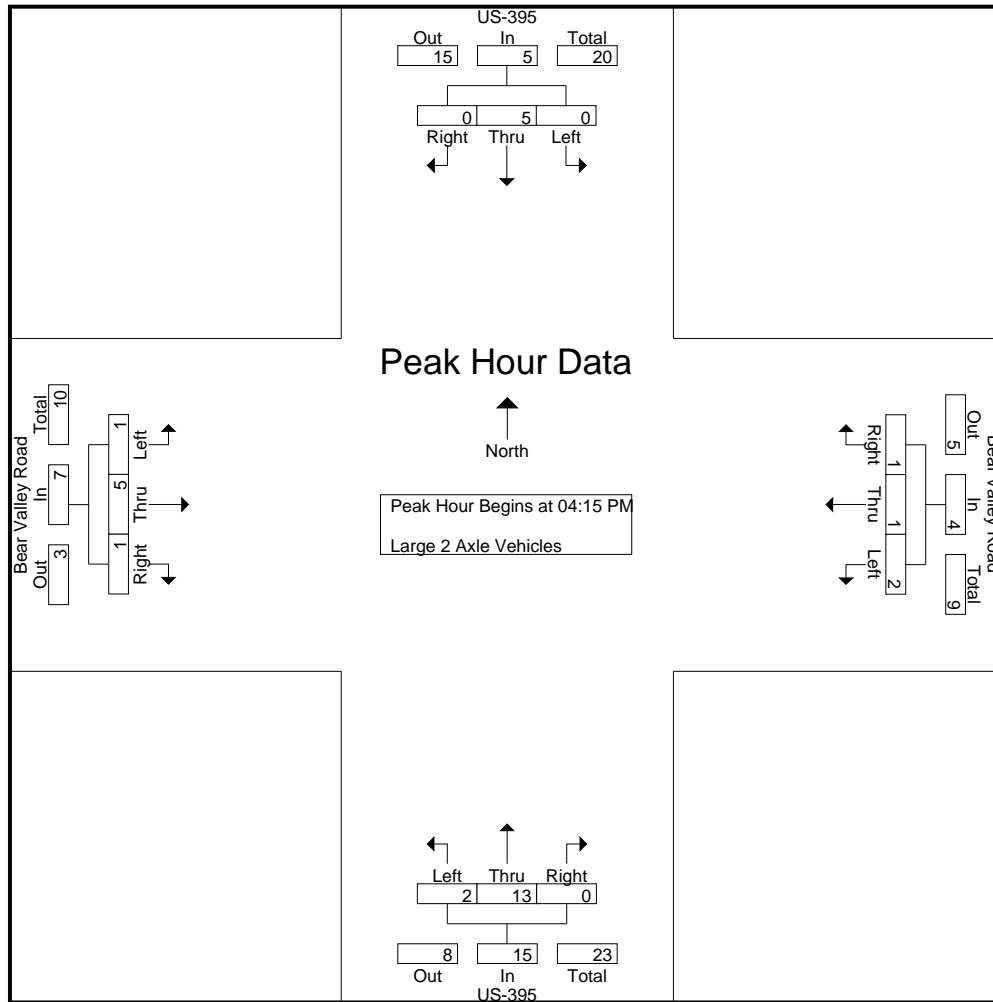 US-395
Out In Total
15 5 20
0 5 0
Right Thru Left
Peak Hour Data
North
Peak Hour Begins at 04:15 PM
Large 2 Axle Vehicles
Bear Valley Road
Out In Total
3 7 10
Right Thru Left
1 5 1
Bear Valley Road
Out In Total
5 4 9
Right Thru Left
1 1 2
Left Thru Right
2 13 0
8 15 23
Out In Total
US-395